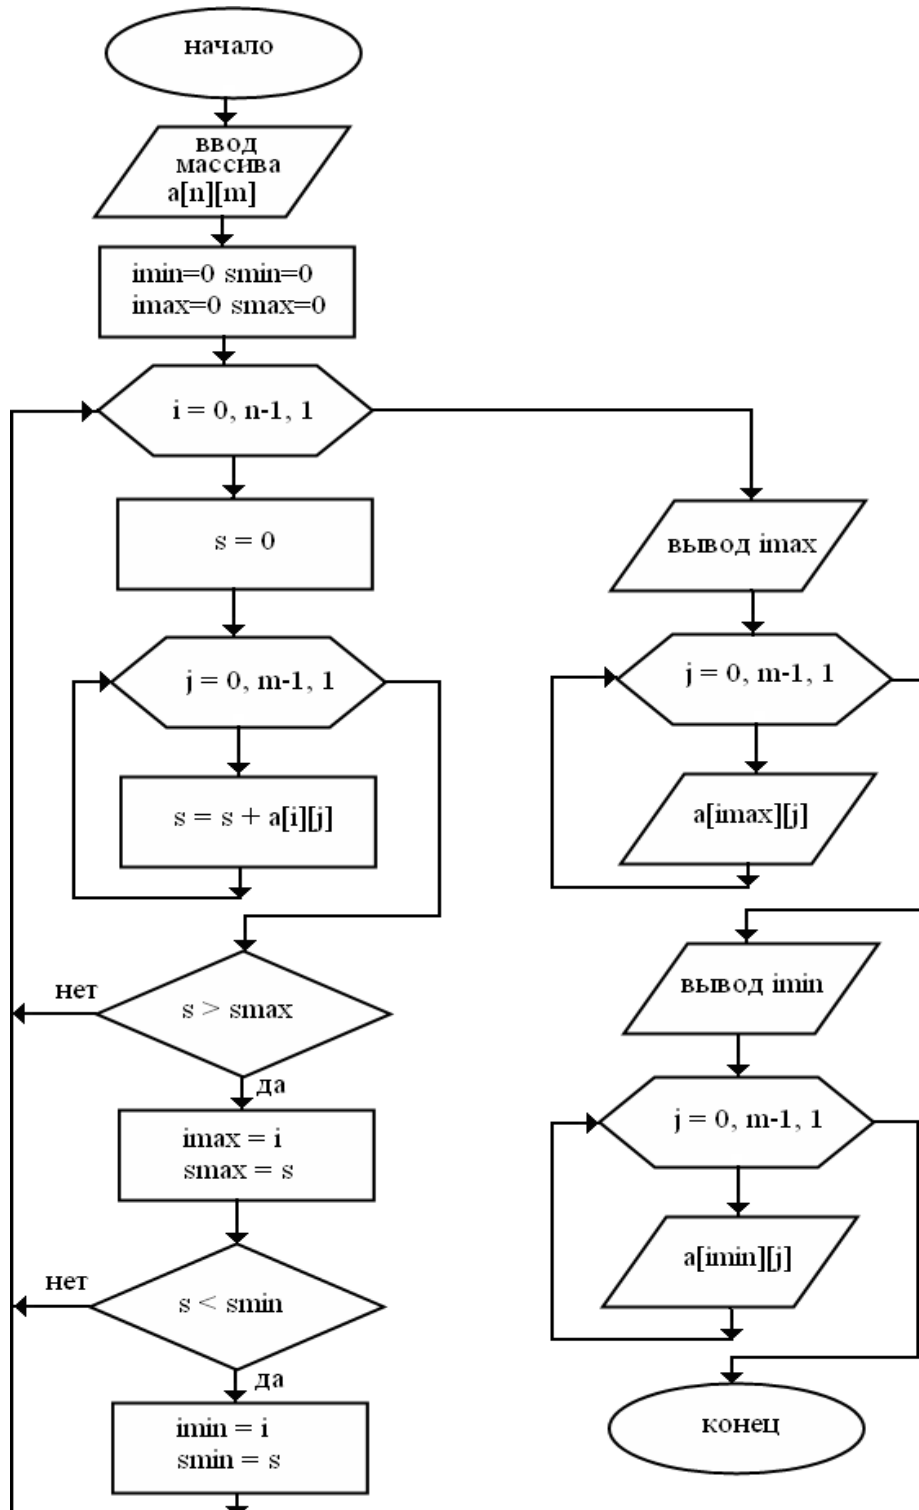 начало
ввод
массива
a[n][m]
imin=0 smin=0
imax=0 smax=0
i = 0, n-1, 1
s = 0
j = 0, m-1, 1
s = s + a[i][j]
нет
s > smax
да
imax = i
smax = s
нет
s < smin
да
imin = i
smin = s
вывод imax
j = 0, m-1, 1
a[imax][j]
вывод imin
j = 0, m-1, 1
a[imin][j]
конец